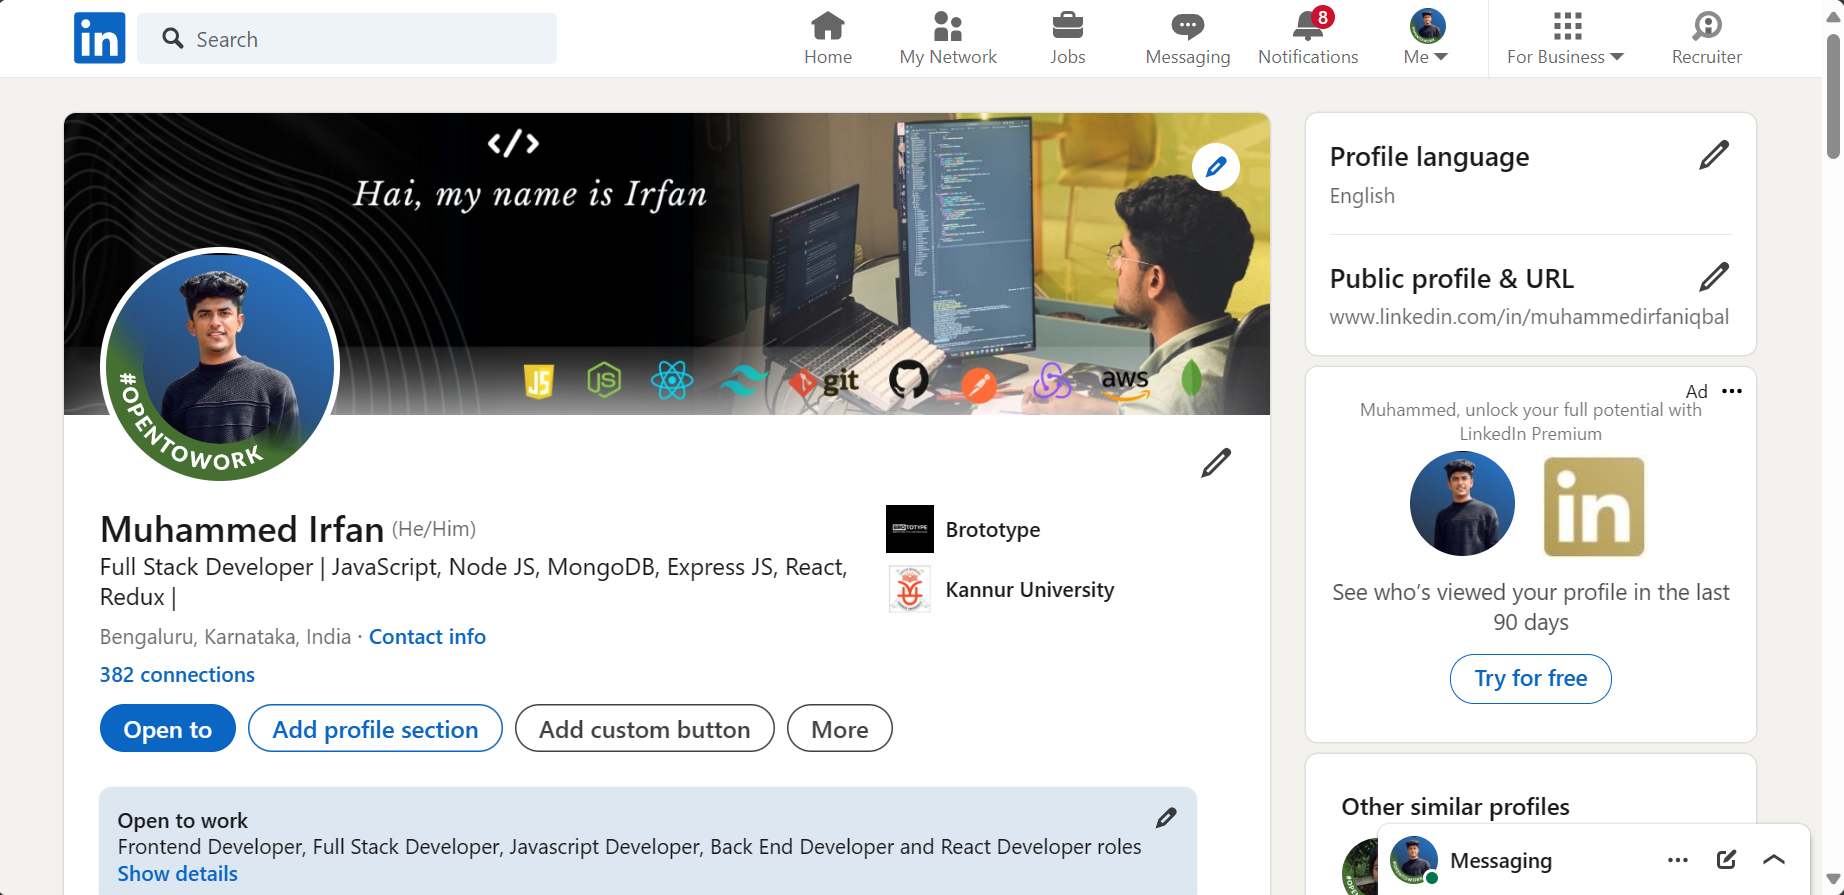 in
Search
Home
My Network
Jobs
Messaging
8
Notifications
Me
For Business
Recruiter
</>
Hai, my name is Irfan
JS
JS
git
aws
#OPENTOWORK
Muhammed Irfan (He/Him)
Full Stack Developer | JavaScript, Node JS, MongoDB, Express JS, React,
Redux |
Bengaluru, Karnataka, India · Contact info
382 connections
Open to
Add profile section
Add custom button
More
BROTOTYPE
Brototype
Kannur University
Open to work
Frontend Developer, Full Stack Developer, Javascript Developer, Back End Developer and React Developer roles
Show details
Profile language
English
Public profile & URL
www.linkedin.com/in/muhammedirfaniqbal
Ad
Muhammed, unlock your full potential with
LinkedIn Premium
in
See who’s viewed your profile in the last
90 days
Try for free
Other similar profiles
Messaging